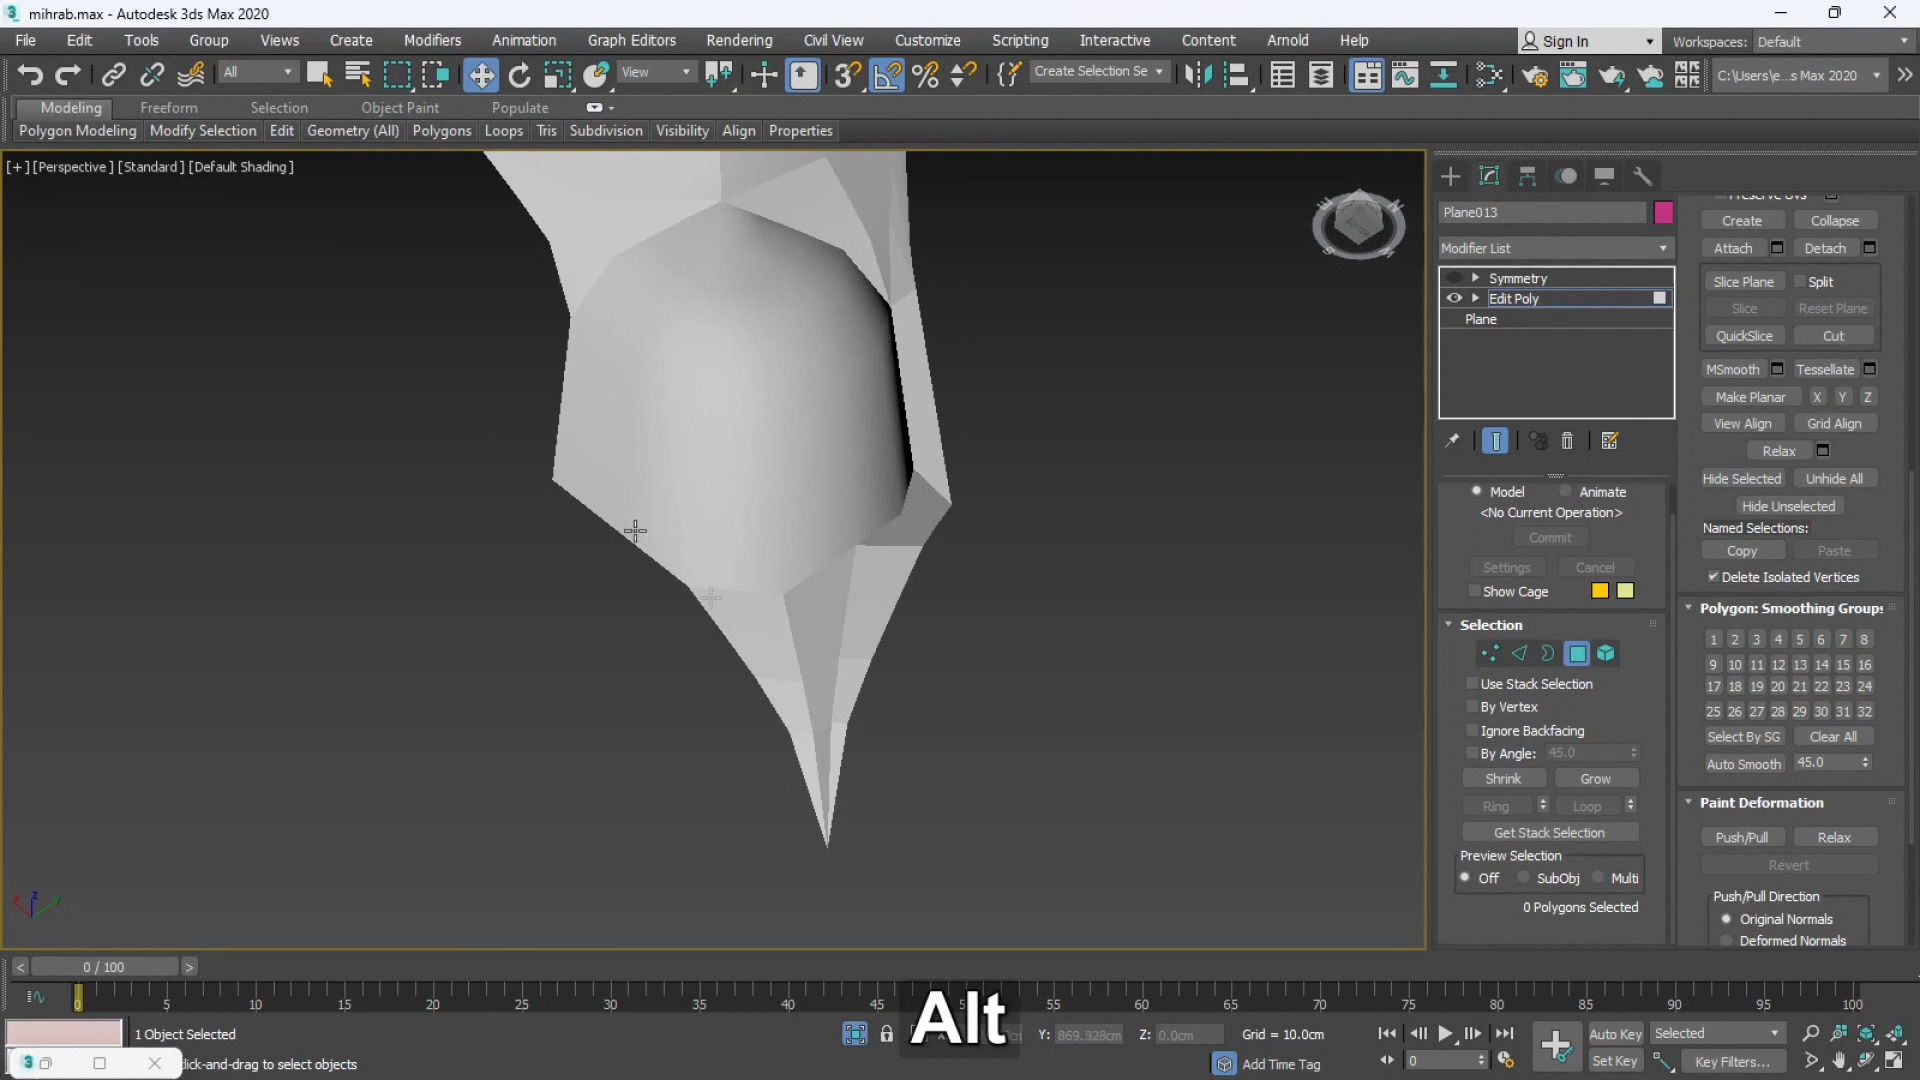 mihrab.max - Autodesk 3ds Max 2020
File Edit Tools Group Views Create Modifiers Animation Graph Editors Rendering Civil View Customize Scripting Interactive Content Arnold Help Sign In Workspaces: Default
All View Create Selection Se C:\Users\e...s Max 2020
Modeling Freeform Selection Object Paint Populate
Polygon Modeling Modify Selection Edit Geometry (All) Polygons Loops Tris Subdivision Visibility Align Properties
[+] [Perspective] [Standard] [Default Shading]
Plane013
Modifier List
Symmetry
Edit Poly
Plane
Model Animate
<No Current Operation>
Commit
Settings Cancel
Show Cage
Selection
Use Stack Selection
By Vertex
Ignore Backfacing
By Angle: 45.0
Shrink Grow
Ring Loop
Get Stack Selection
Preview Selection
Off SubObj Multi
0 Polygons Selected
Preserve UVs
Create Collapse
Attach Detach
Slice Plane Split
Slice Reset Plane
QuickSlice Cut
MSmooth Tessellate
Make Planar X Y Z
View Align Grid Align
Relax
Hide Selected Unhide All
Hide Unselected
Named Selections:
Copy Paste
Delete Isolated Vertices
Polygon: Smoothing Groups
1 2 3 4 5 6 7 8
9 10 11 12 13 14 15 16
17 18 19 20 21 22 23 24
25 26 27 28 29 30 31 32
Select By SG Clear All
Auto Smooth 45.0
Paint Deformation
Push/Pull Relax
Revert
Push/Pull Direction
Original Normals
Deformed Normals
< 0 / 100 >
0 5 10 15 20 25 30 35 40 45 55 60 65 70 75 80 85 90 95 100
Alt
1 Object Selected Y: 869.328cm Z: 0.0cm Grid = 10.0cm Auto Key Selected
3 click-and-drag to select objects Add Time Tag 0 Set Key Key Filters...